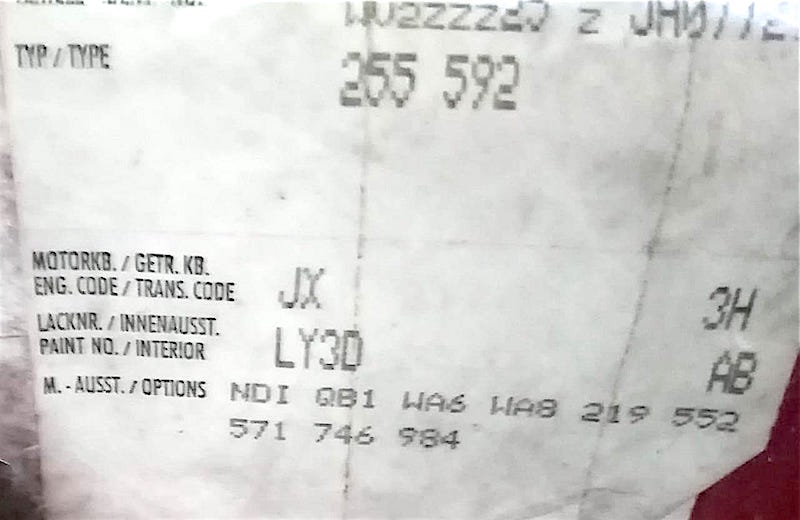 TYP / TYPE 255 592
MOTORKB. / GETR. KB.
ENG. CODE / TRANS. CODE JX 3H
LACKNR. / INNENAUSST.
PAINT NO. / INTERIOR LY3D AB
M. - AUSST. / OPTIONS NDI QB1 WA6 WA8 219 552
571 746 984